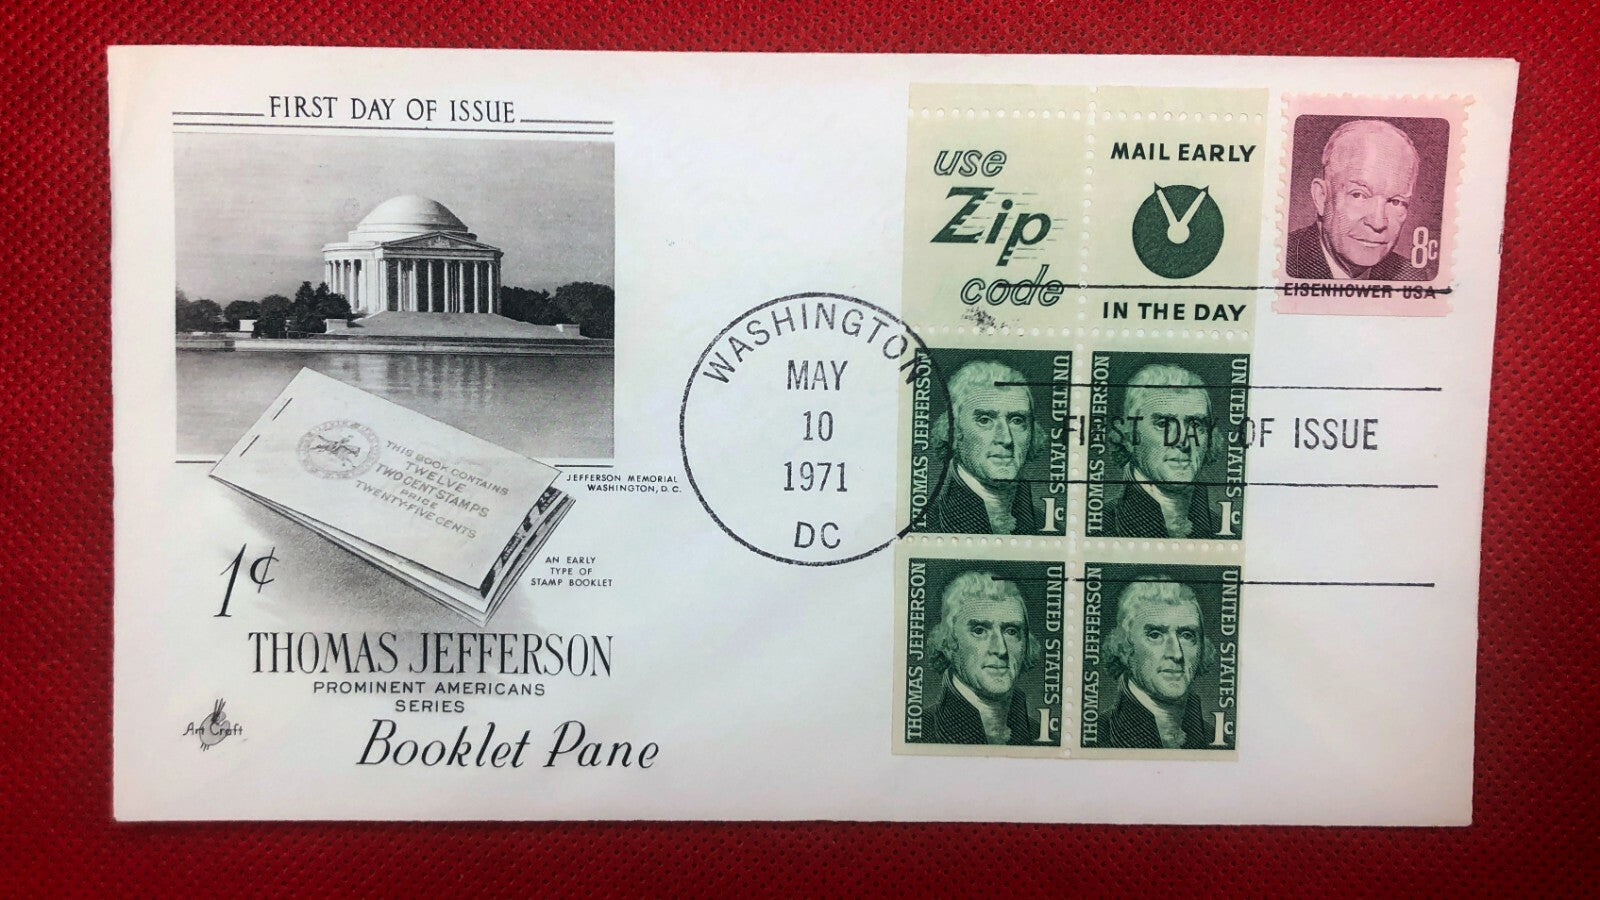 FIRST DAY OF ISSUE
THIS BOOK CONTAINS
TWELVE
TWO CENT STAMPS
PRICE
TWENTY-FIVE CENTS
JEFFERSON MEMORIAL
WASHINGTON, D.C.
AN EARLY
TYPE OF
STAMP BOOKLET
1¢
THOMAS JEFFERSON
PROMINENT AMERICANS
SERIES
Booklet Pane
Art Craft
WASHINGTON
MAY
10
1971
DC
use
Zip
code
MAIL EARLY
IN THE DAY
8c
EISENHOWER·USA
FIRST DAY OF ISSUE
THOMAS JEFFERSON
UNITED STATES
1c
THOMAS JEFFERSON
UNITED STATES
1c
THOMAS JEFFERSON
UNITED STATES
1c
THOMAS JEFFERSON
UNITED STATES
1c